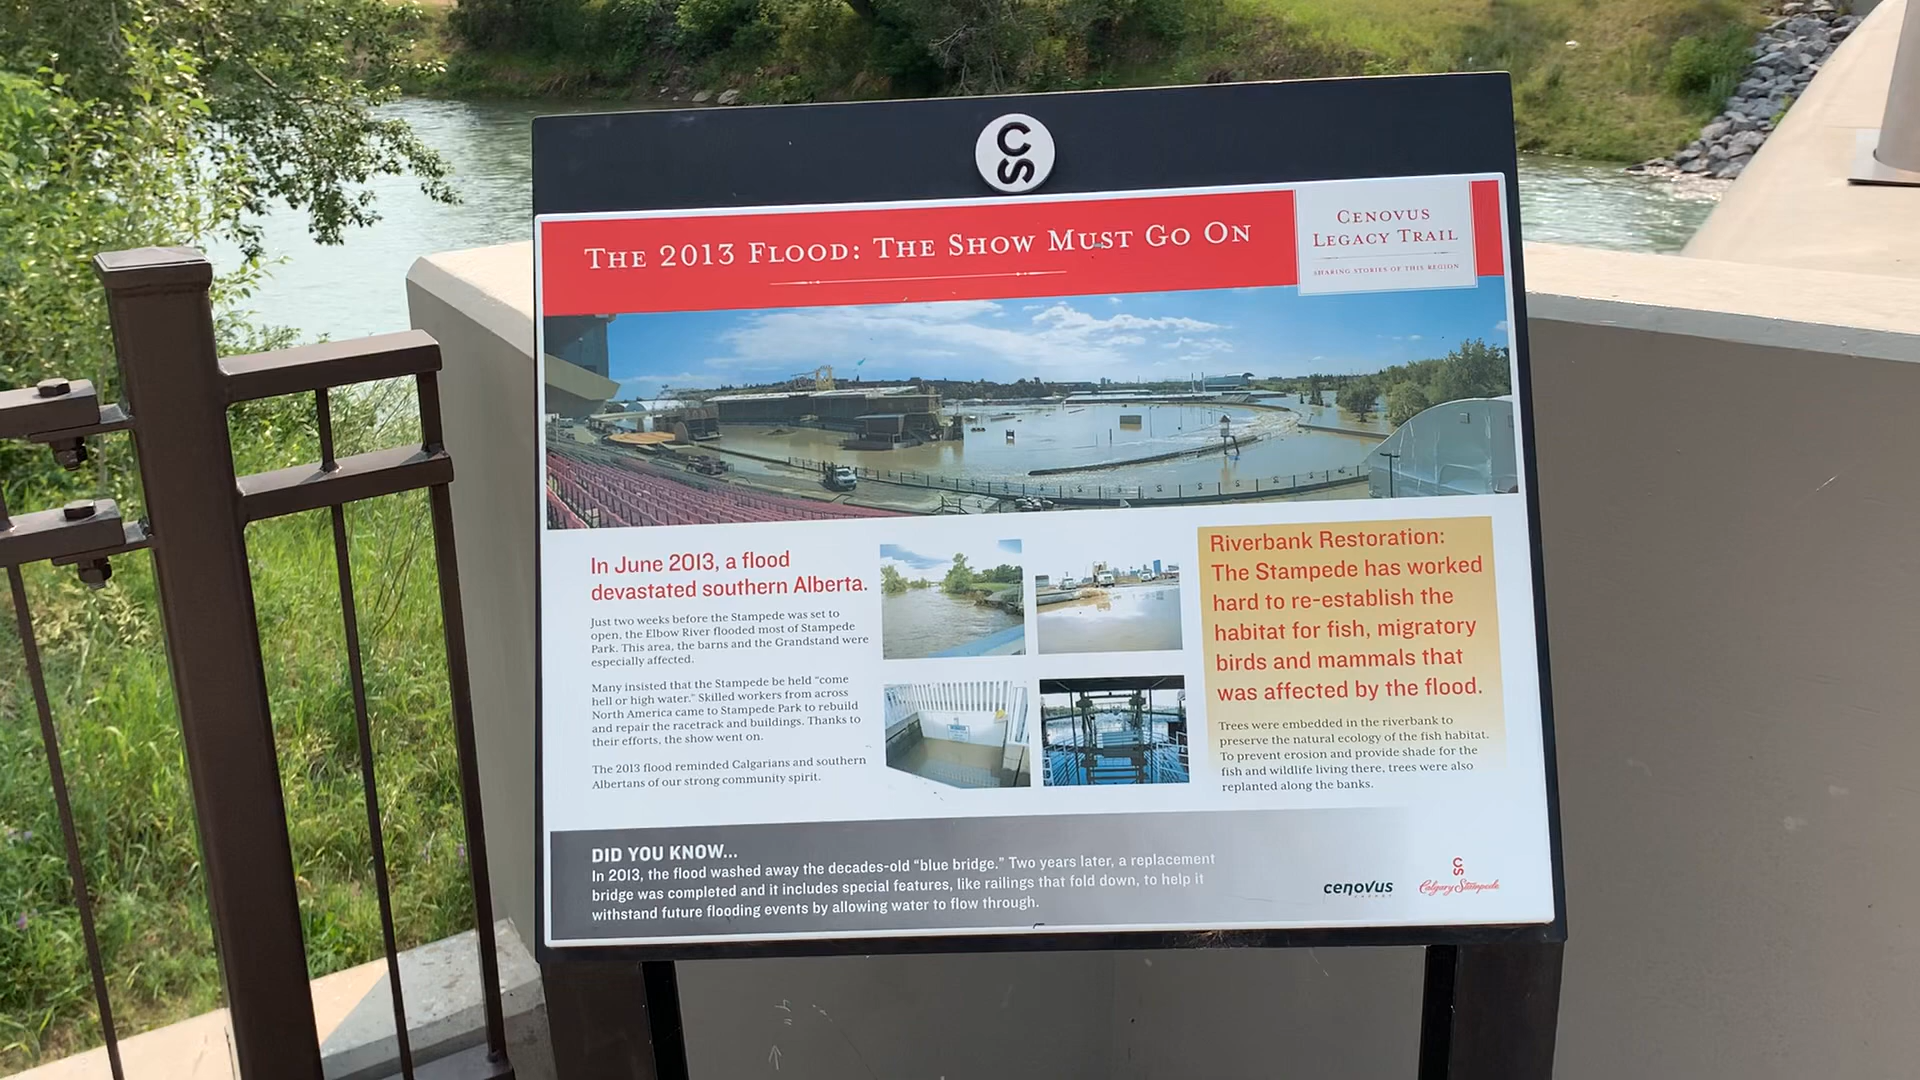 CS
THE 2013 FLOOD: THE SHOW MUST GO ON
CENOVUS
LEGACY TRAIL
SHARING STORIES OF THIS REGION
In June 2013, a flood
devastated southern Alberta.
Just two weeks before the Stampede was set to
open, the Elbow River flooded most of Stampede
Park. This area, the barns and the Grandstand were
especially affected.
Many insisted that the Stampede be held “come
hell or high water.” Skilled workers from across
North America came to Stampede Park to rebuild
and repair the racetrack and buildings. Thanks to
their efforts, the show went on.
The 2013 flood reminded Calgarians and southern
Albertans of our strong community spirit.
Riverbank Restoration:
The Stampede has worked
hard to re-establish the
habitat for fish, migratory
birds and mammals that
was affected by the flood.
Trees were embedded in the riverbank to
preserve the natural ecology of the fish habitat.
To prevent erosion and provide shade for the
fish and wildlife living there, trees were also
replanted along the banks.
DID YOU KNOW...
In 2013, the flood washed away the decades-old “blue bridge.” Two years later, a replacement
bridge was completed and it includes special features, like railings that fold down, to help it
withstand future flooding events by allowing water to flow through.
cenovus
ENERGY
CS
Calgary Stampede